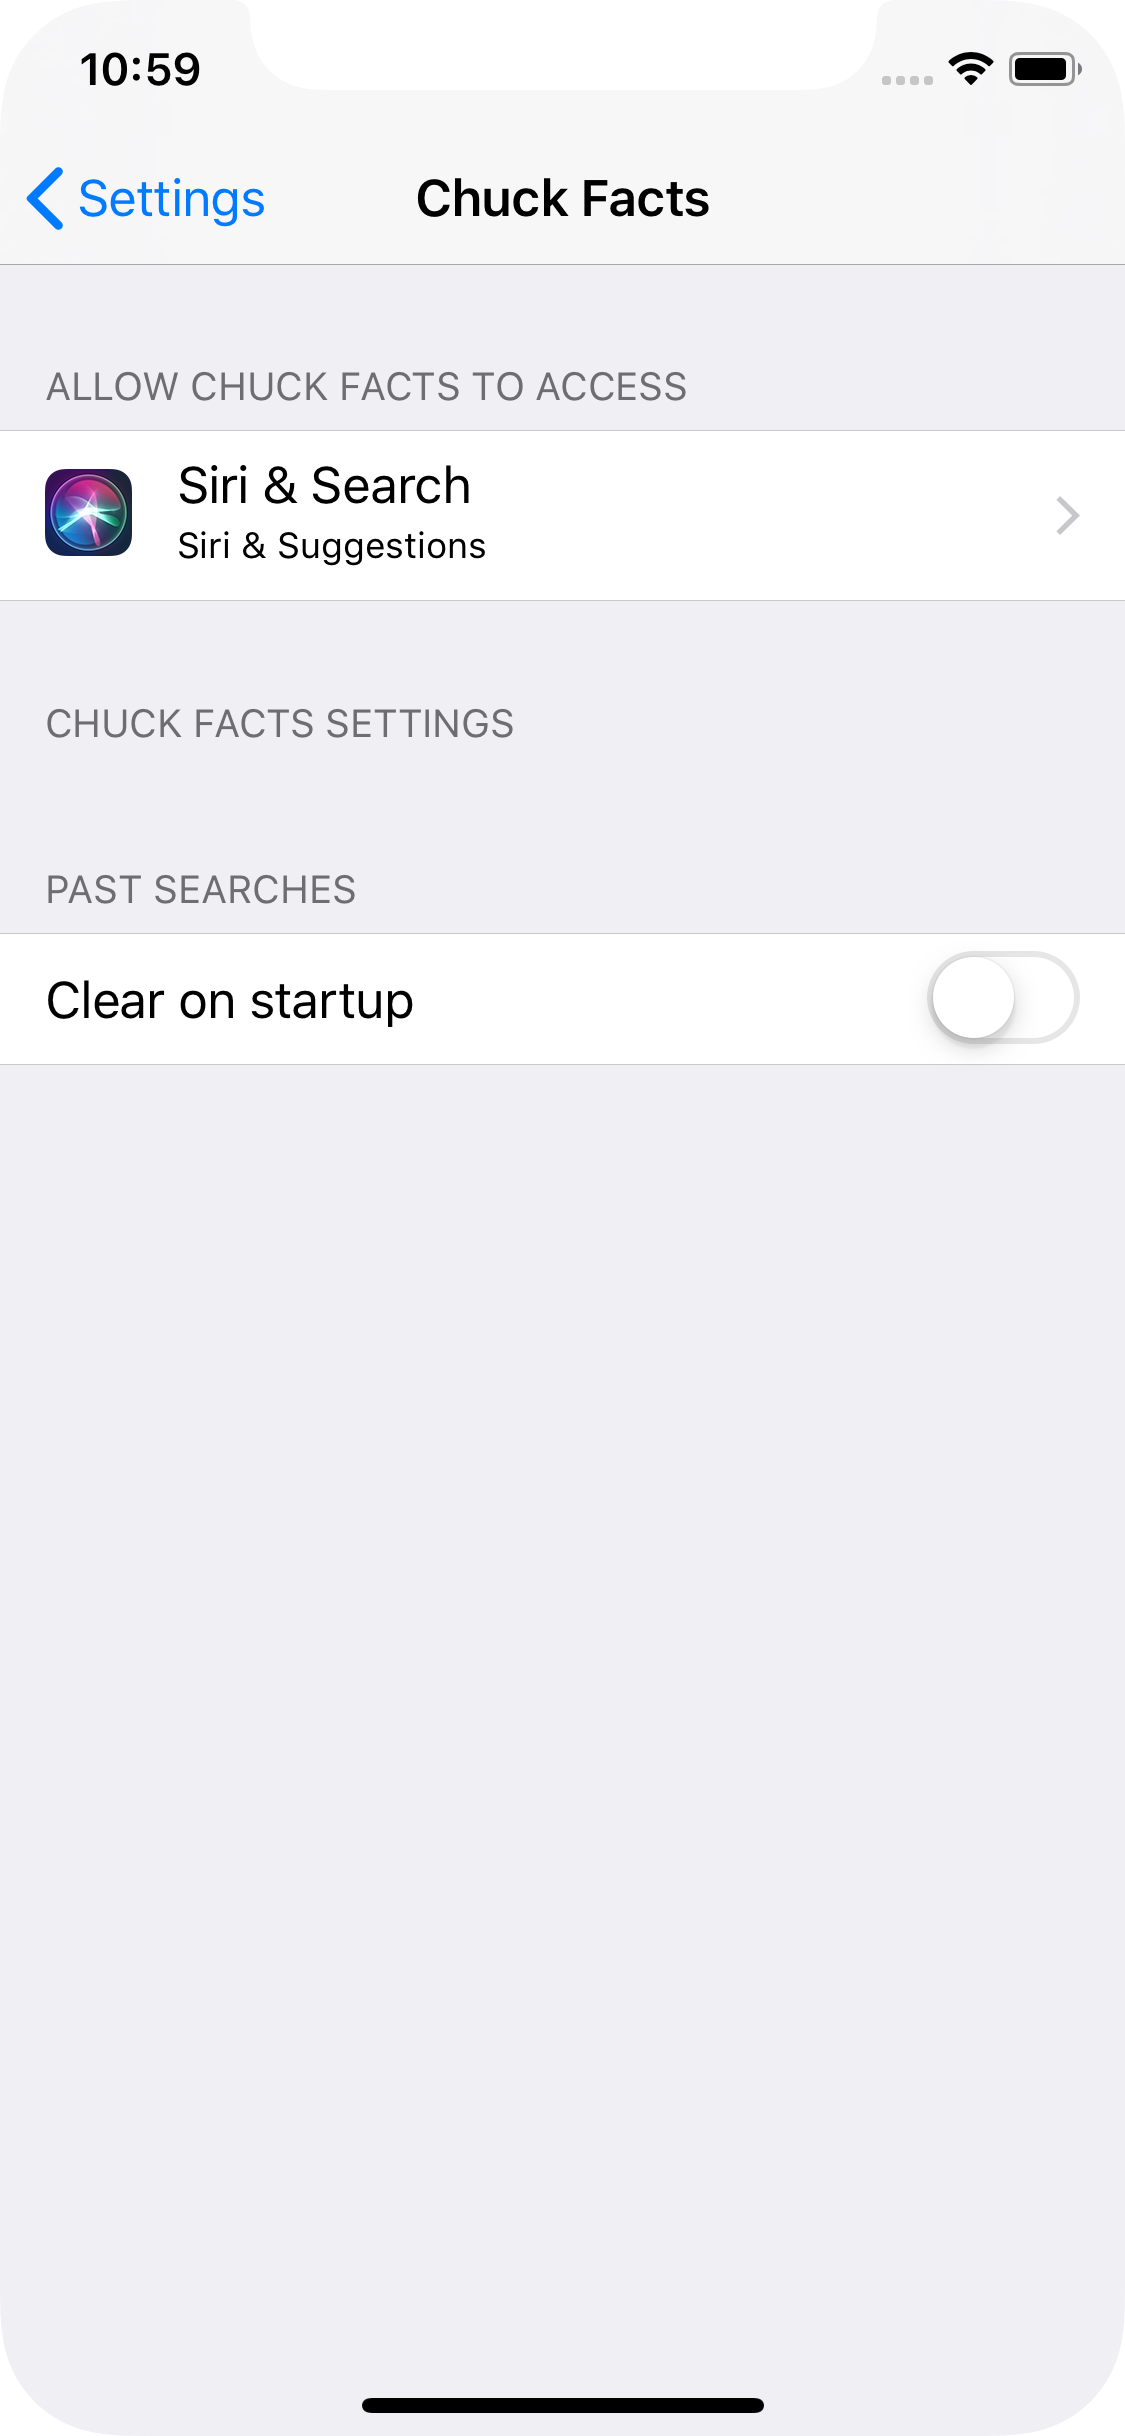 10:59
Settings
Chuck Facts
ALLOW CHUCK FACTS TO ACCESS
Siri & Search
Siri & Suggestions
CHUCK FACTS SETTINGS
PAST SEARCHES
Clear on startup